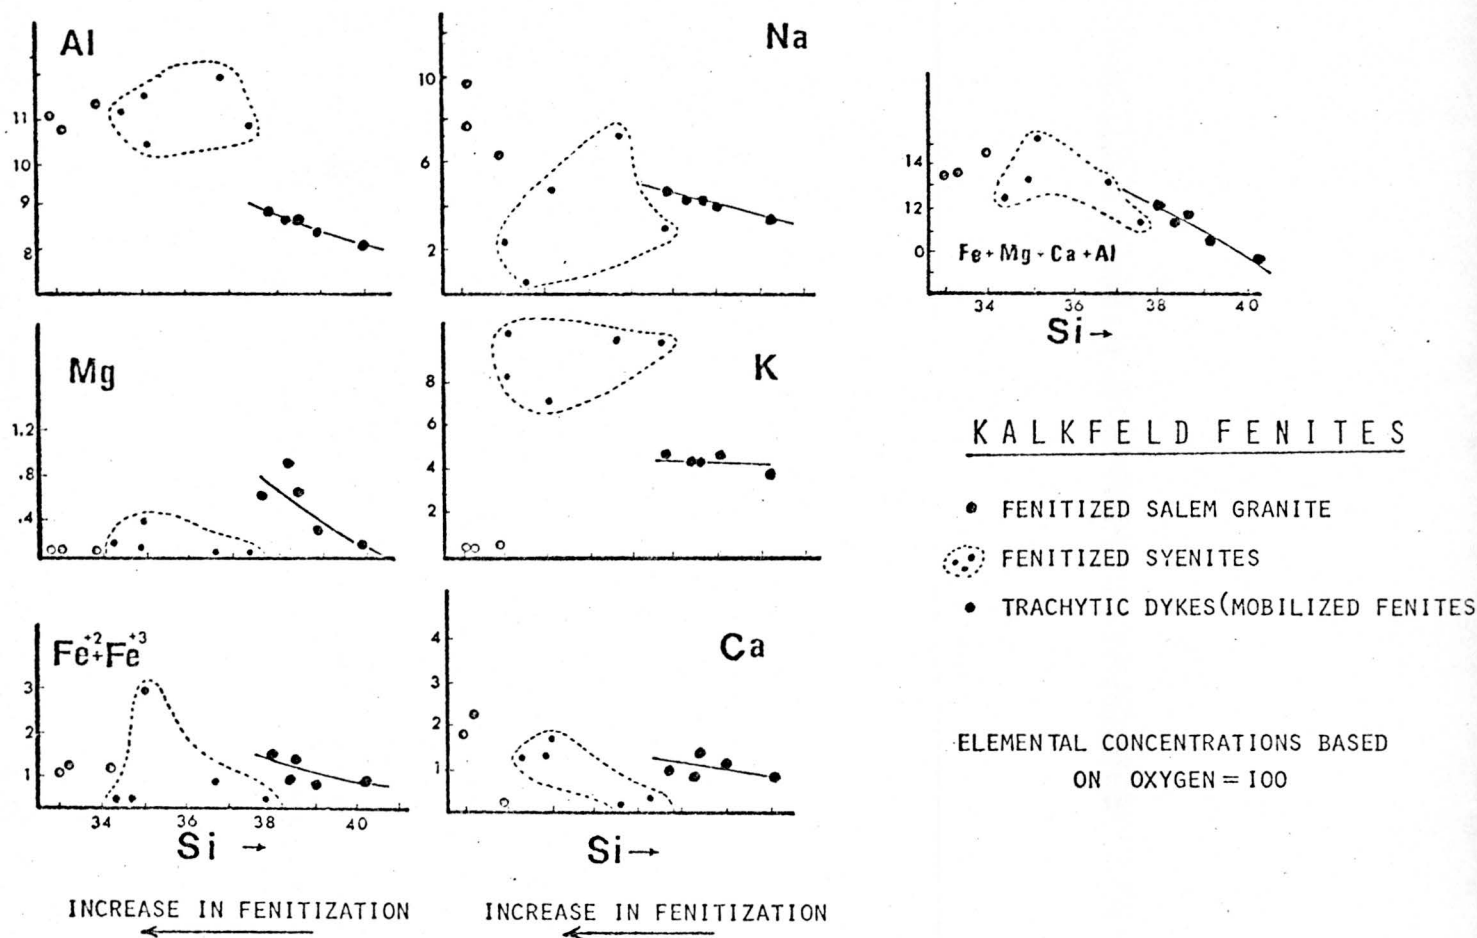 Al
11
10
9
8
Na
10
6
2
14
12
0
Fe + Mg - Ca + Al
34 36 38 40
Si →
Mg
1.2
.8
.4
K
8
6
4
2
KALKFELD FENITES
FENITIZED SALEM GRANITE
FENITIZED SYENITES
TRACHYTIC DYKES(MOBILIZED FENITES
Fe+2+Fe+3
3
2
1
34 36 38 40
Si →
Ca
4
3
2
1
Si→
ELEMENTAL CONCENTRATIONS BASED
ON OXYGEN = 100
INCREASE IN FENITIZATION
INCREASE IN FENITIZATION